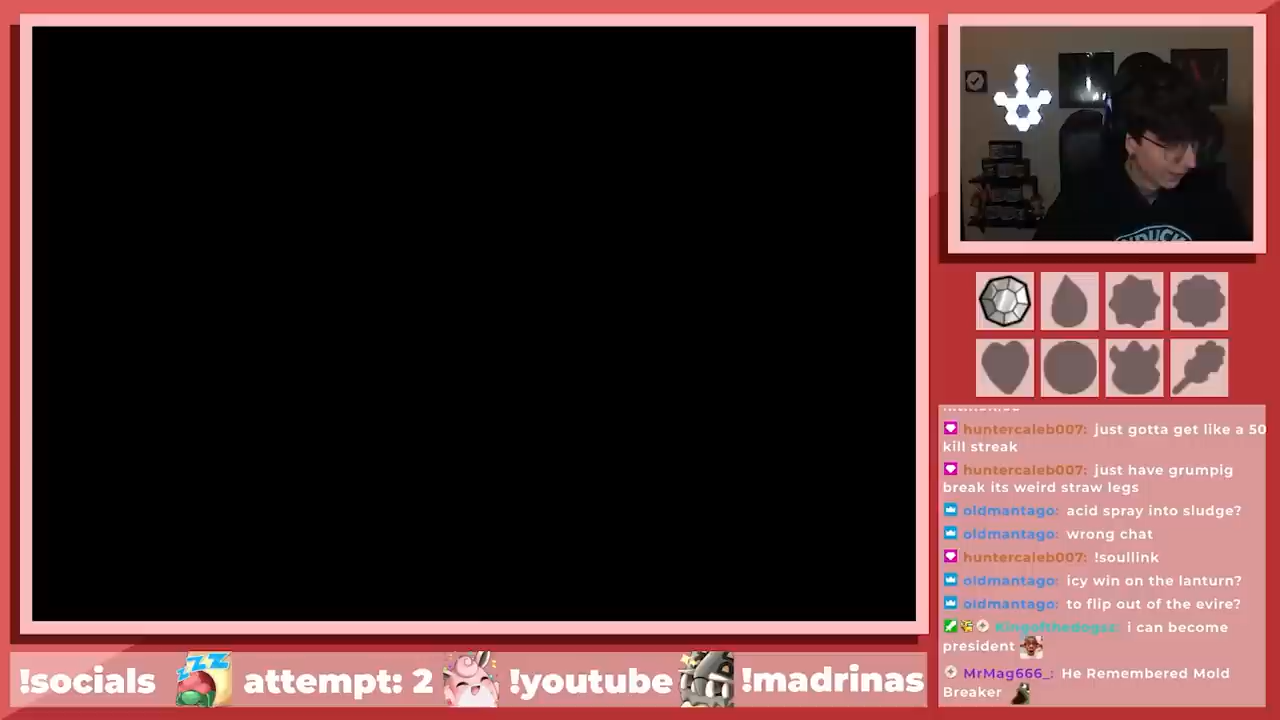 huntercaleb007: just gotta get like a 50
kill streak
huntercaleb007: just have grumpig
break its weird straw legs
oldmantago: acid spray into sludge?
oldmantago: wrong chat
huntercaleb007: !soullink
oldmantago: icy win on the lanturn?
oldmantago: to flip out of the evire?
Kingofthedogsz: i can become
president
MrMag666_: He Remembered Mold
Breaker
!socials attempt: 2 !youtube !madrinas